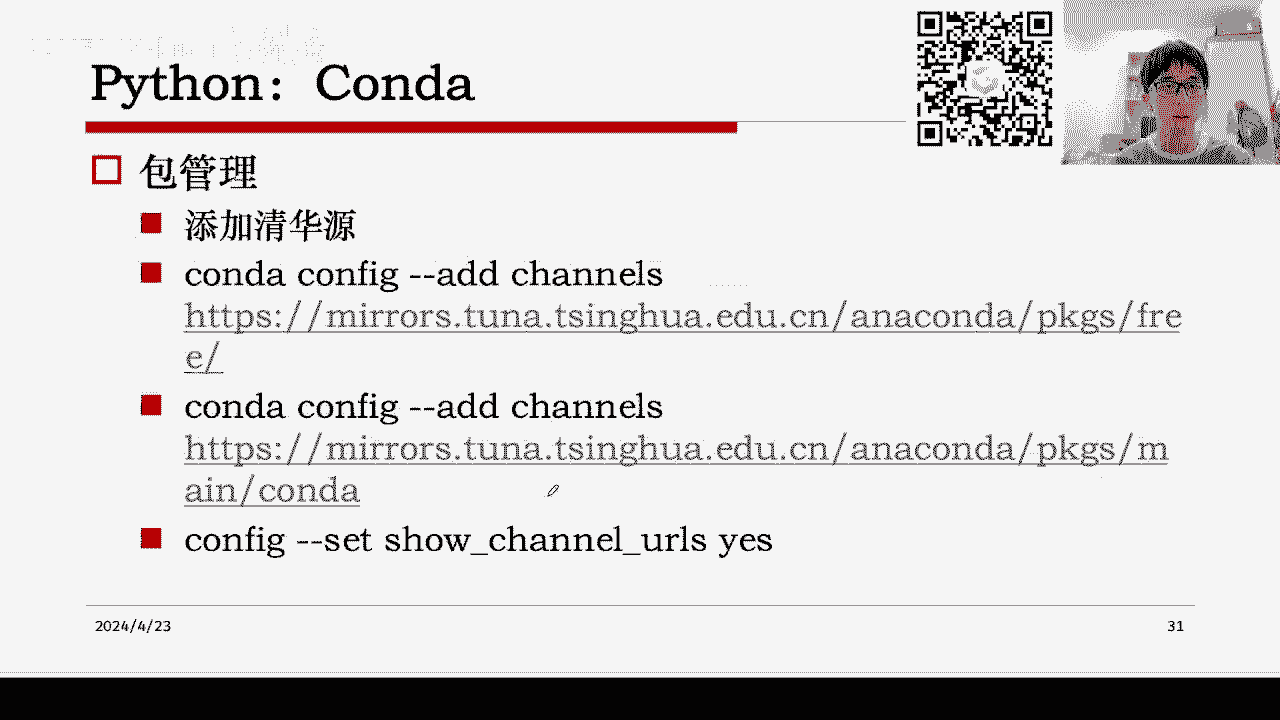 Python：Conda
包管理
添加清华源
conda config --add channels
https://mirrors.tuna.tsinghua.edu.cn/anaconda/pkgs/fre
e/
conda config --add channels
https://mirrors.tuna.tsinghua.edu.cn/anaconda/pkgs/m
ain/conda
config --set show_channel_urls yes
2024/4/23
31